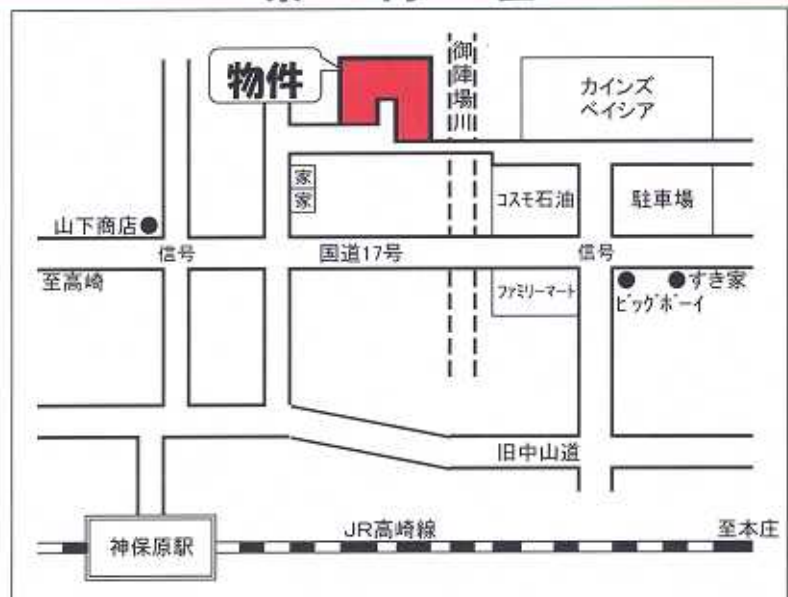 物件
御陣場川
カインズ
ベイシア
家
家
コスモ石油
駐車場
山下商店
信号
国道17号
信号
至高崎
ファミリーマート
すき家
ビッグボーイ
旧中山道
JR高崎線
至本庄
神保原駅